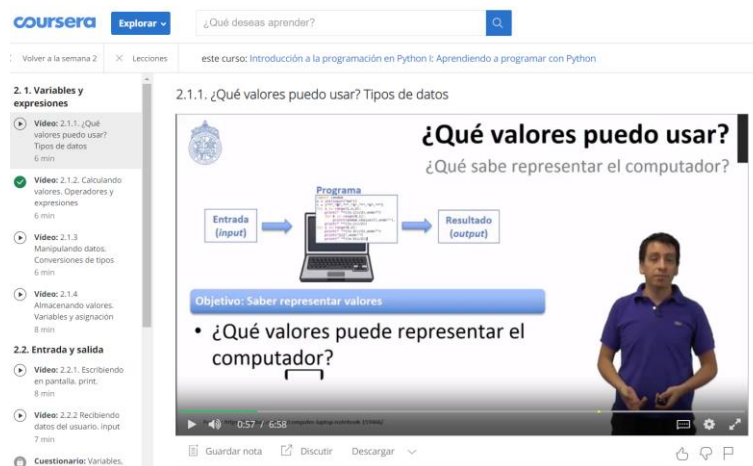 coursera
Explorar
¿Qué deseas aprender?
Volver a la semana 2
Lecciones
este curso: Introducción a la programación en Python I: Aprendiendo a programar con Python
2. 1. Variables y
expresiones
Vídeo: 2.1.1. ¿Qué
valores puedo usar?
Tipos de datos
6 min
Vídeo: 2.1.2. Calculando
valores. Operadores y
expresiones
6 min
Vídeo: 2.1.3
Manipulando datos.
Conversiones de tipos
6 min
Vídeo: 2.1.4
Almacenando valores.
Variables y asignación
8 min
2.2. Entrada y salida
Vídeo: 2.2.1. Escribiendo
en pantalla. print.
8 min
Vídeo: 2.2.2 Recibiendo
datos del usuario. input
7 min
Cuestionario: Variables,
2.1.1. ¿Qué valores puedo usar? Tipos de datos
¿Qué valores puedo usar?
¿Qué sabe representar el computador?
Programa
Entrada
(input)
Resultado
(output)
Objetivo: Saber representar valores
• ¿Qué valores puede representar el
computador?
0:57 / 6:58
Guardar nota
Discutir
Descargar